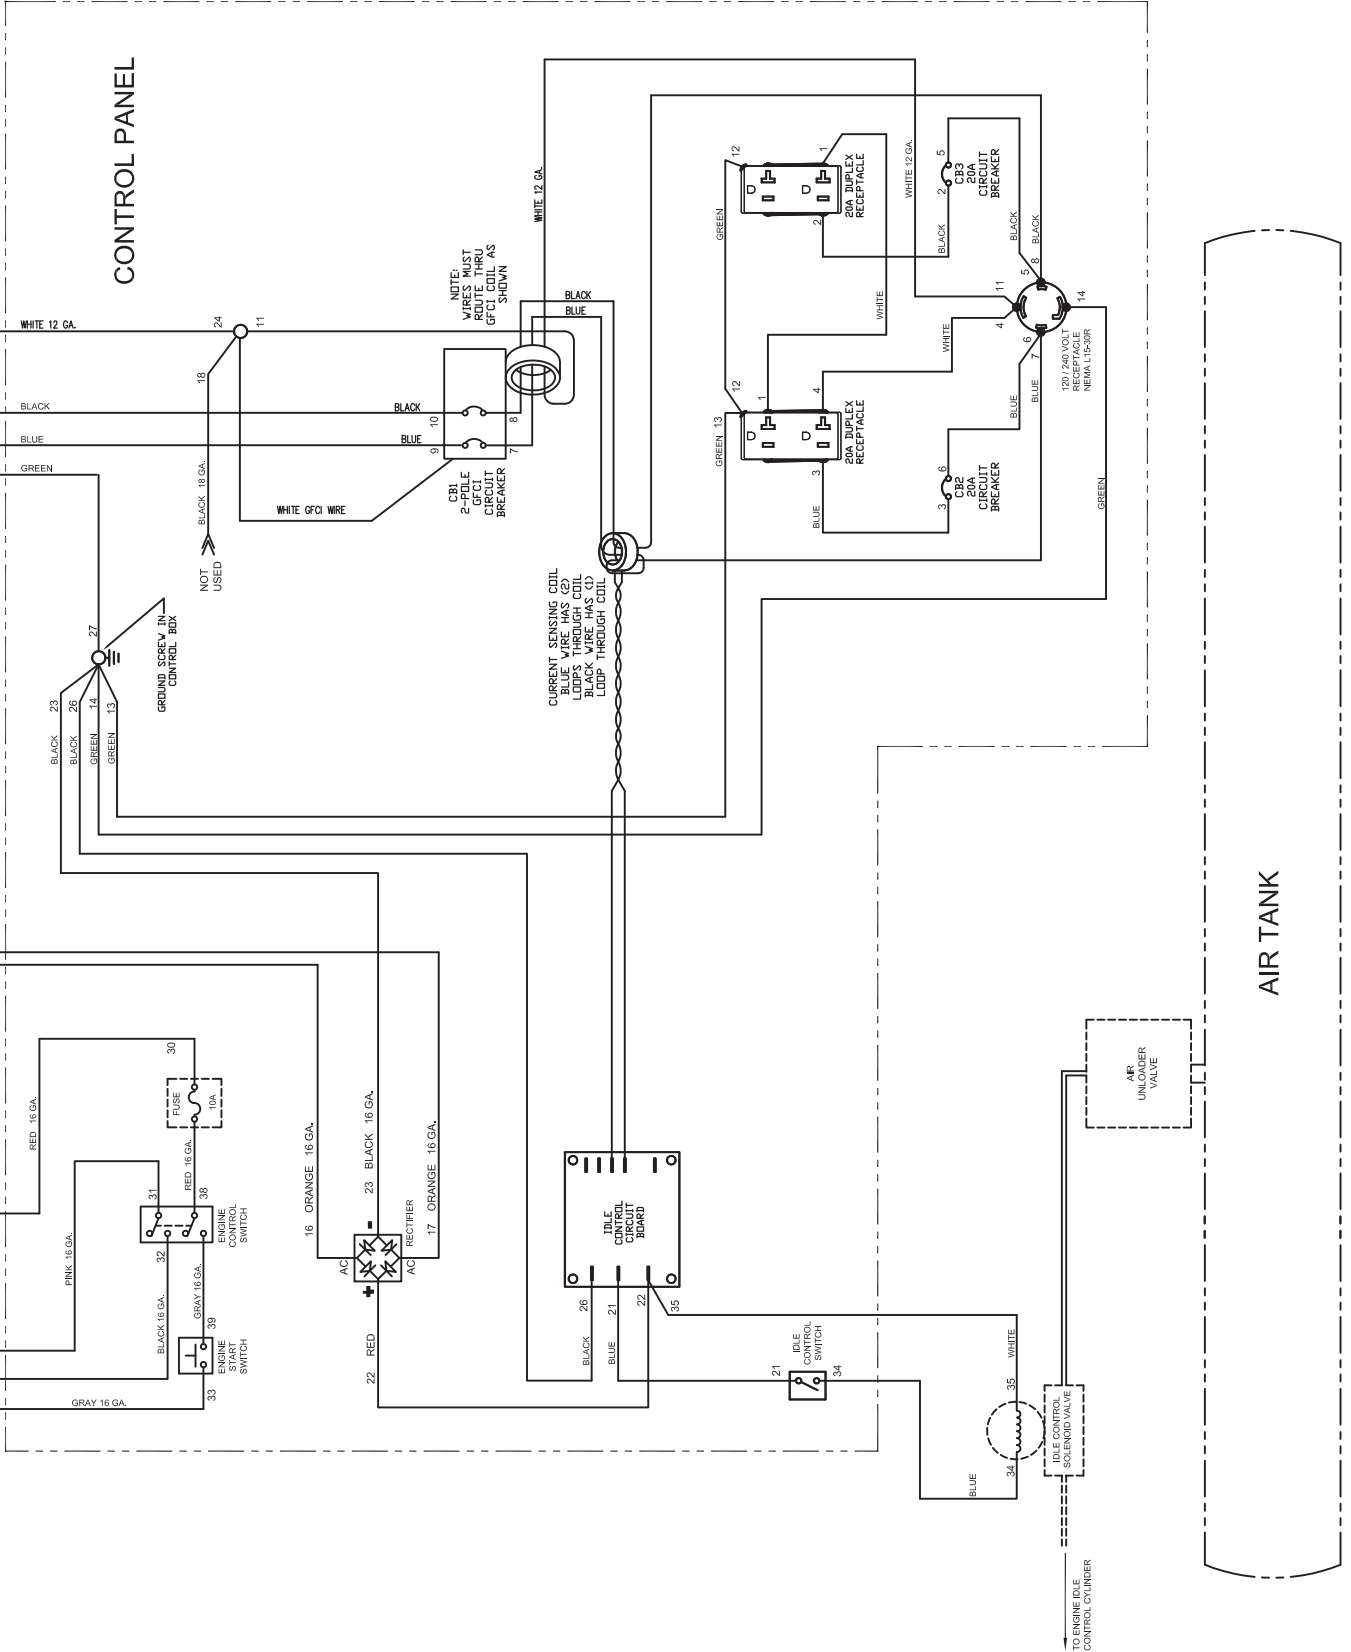 CONTROL PANEL
WHITE 12 GA.
24
11
18
BLACK
BLACK
10
8
BLUE
BLUE
9
7
GREEN
BLACK 18 GA.
NOT
USED
WHITE GFCI WIRE
CB1
2-POLE
GFCI
CIRCUIT
BREAKER
NOTE:
WIRES MUST
ROUTE THRU
GFCI COIL AS
SHOWN
WHITE 12 GA.
BLACK
BLUE
27
GROUND SCREW IN
CONTROL BOX
23
26
14
13
BLACK
BLACK
GREEN
GREEN
CURRENT SENSING COIL
BLUE WIRE HAS (2)
LOOPS THROUGH COIL
BLACK WIRE HAS (1)
LOOP THROUGH COIL
12
1
20A DUPLEX
RECEPTACLE
2
GREEN
WHITE
WHITE 12 GA.
5
CB3
20A
CIRCUIT
BREAKER
2
BLACK
BLACK
BLACK
5
8
11
4
14
6
7
120 / 240 VOLT
RECEPTACLE
NEMA L15-30R
WHITE
12
13
GREEN
1
4
20A DUPLEX
RECEPTACLE
3
BLUE
6
CB2
20A
CIRCUIT
BREAKER
3
BLUE
BLUE
GREEN
AIR TANK
AIR
UNLOADER
VALVE
RED 16 GA.
30
FUSE
10A
RED 16 GA.
PINK 16 GA.
31
38
ENGINE
CONTROL
SWITCH
32
BLACK 16 GA.
GRAY 16 GA.
39
ENGINE
START
SWITCH
33
GRAY 16 GA.
16 ORANGE 16 GA.
23 BLACK 16 GA.
17 ORANGE 16 GA.
AC
-
RECTIFIER
+
AC
22 RED
IDLE
CONTROL
CIRCUIT
BOARD
26
21
22
35
BLACK
BLUE
21
IDLE
CONTROL
SWITCH
34
WHITE
35
34
BLUE
IDLE CONTROL
SOLENOID VALVE
TO ENGINE IDLE
CONTROL CYLINDER